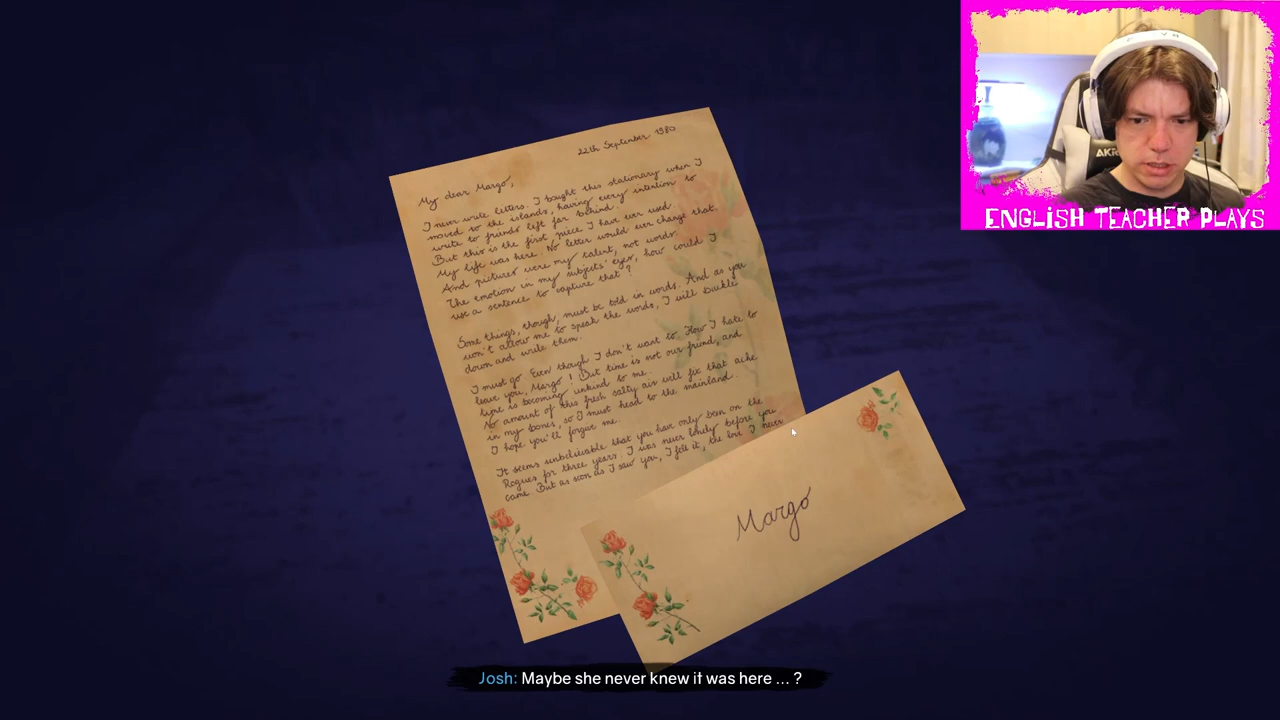 ENGLISH TEACHER PLAYS
22th September 1980
My dear Margo,
I never write letters. I bought this stationary when I
moved to the islands, having every intention to
write to friends left far behind.
But this is the first piece I have ever used.
My life was here. No letter would ever change that.
And pictures were my talent, not words.
The emotion in my subjects' eyes, how could I
use a sentence to capture that?
Some things, though, must be told in words. And as you
won't allow me to speak the words, I will buckle
down and write them.
I must go. Even though I don't want to. How I hate to
leave you, Margo! But time is not our friend, and
time is becoming unkind to me.
No amount of this fresh salty air will fix that ache
in my bones, so I must head to the mainland.
I hope you'll forgive me.
It seems unbelievable that you have only been on the
Rogues for three years. I was never lonely before you
came. But as soon as I saw you, I felt it, the love I never
Margo
Josh: Maybe she never knew it was here ... ?